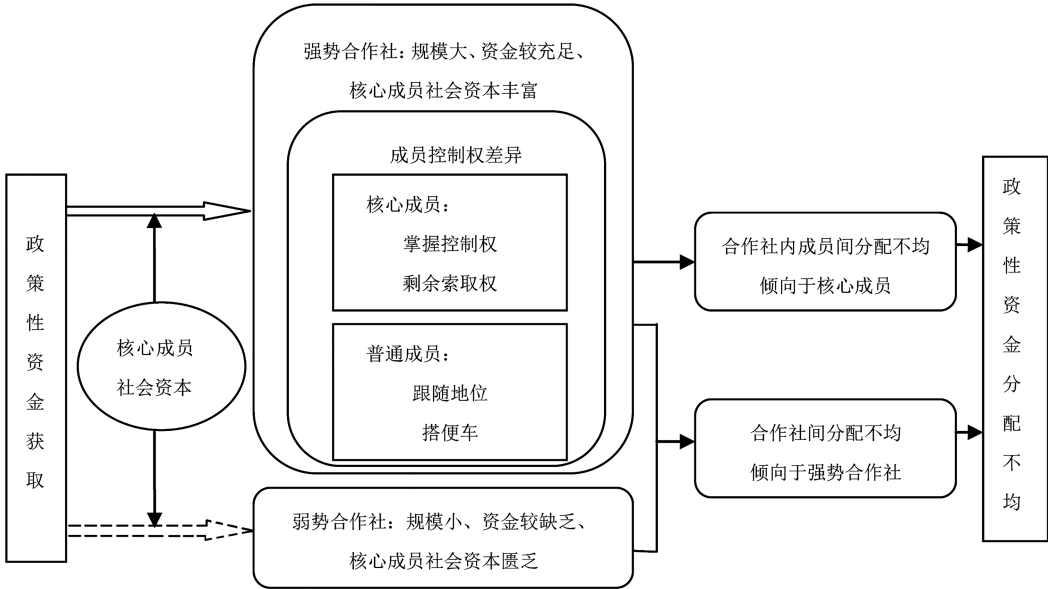 政策性资金获取
核心成员
社会资本
强势合作社：规模大、资金较充足、
核心成员社会资本丰富
成员控制权差异
核心成员：
掌握控制权
剩余索取权
普通成员：
跟随地位
搭便车
弱势合作社：规模小、资金较缺乏、
核心成员社会资本匮乏
合作社内成员间分配不均
倾向于核心成员
合作社间分配不均
倾向于强势合作社
政策性资金分配不均